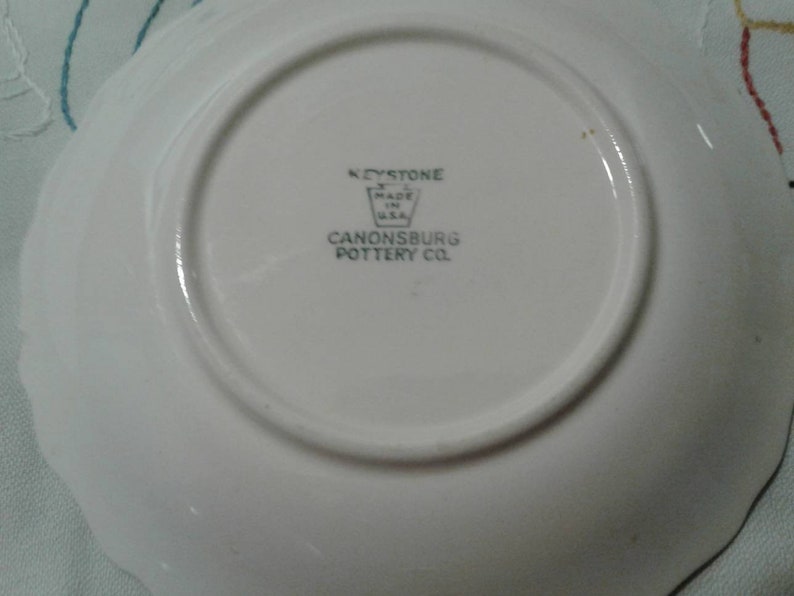 KEYSTONE
MADE
IN
U.S.A.
CANONSBURG
POTTERY CO.